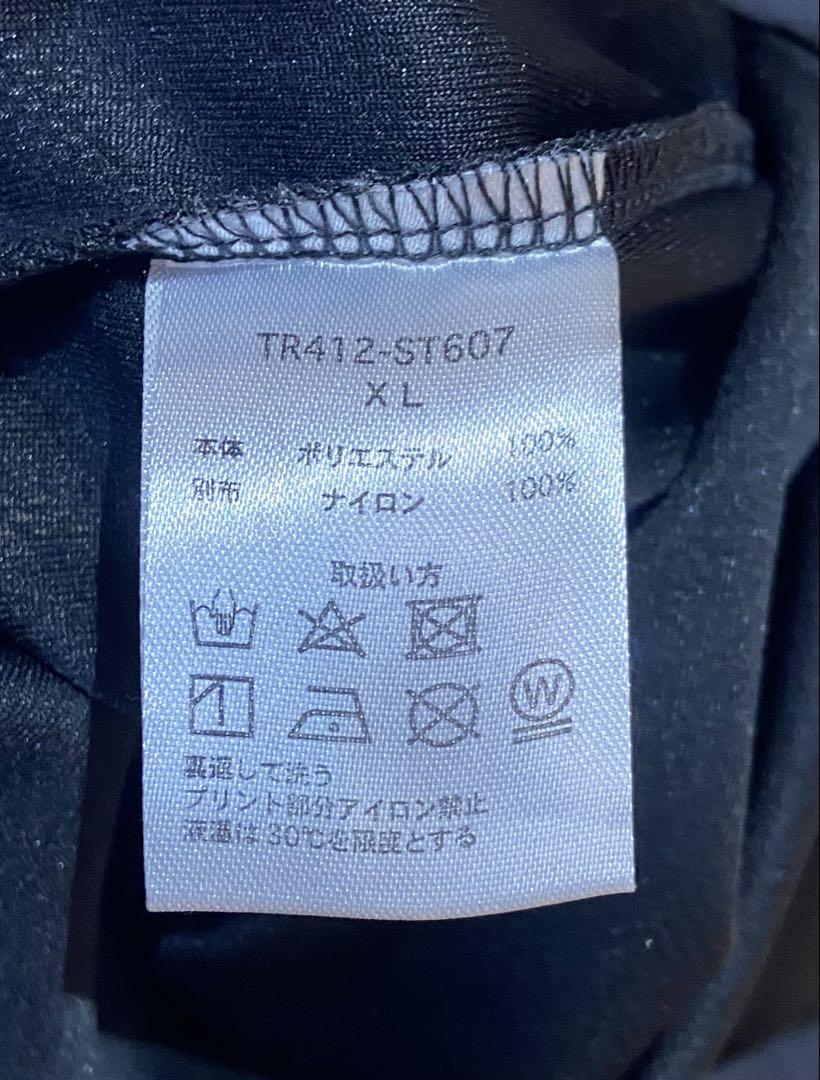 TR412-ST607
XL
本体 ポリエステル 100%
別布 ナイロン 100%
取扱い方
W
裏返して洗う
プリント部分アイロン禁止
液温は30℃を限度とする